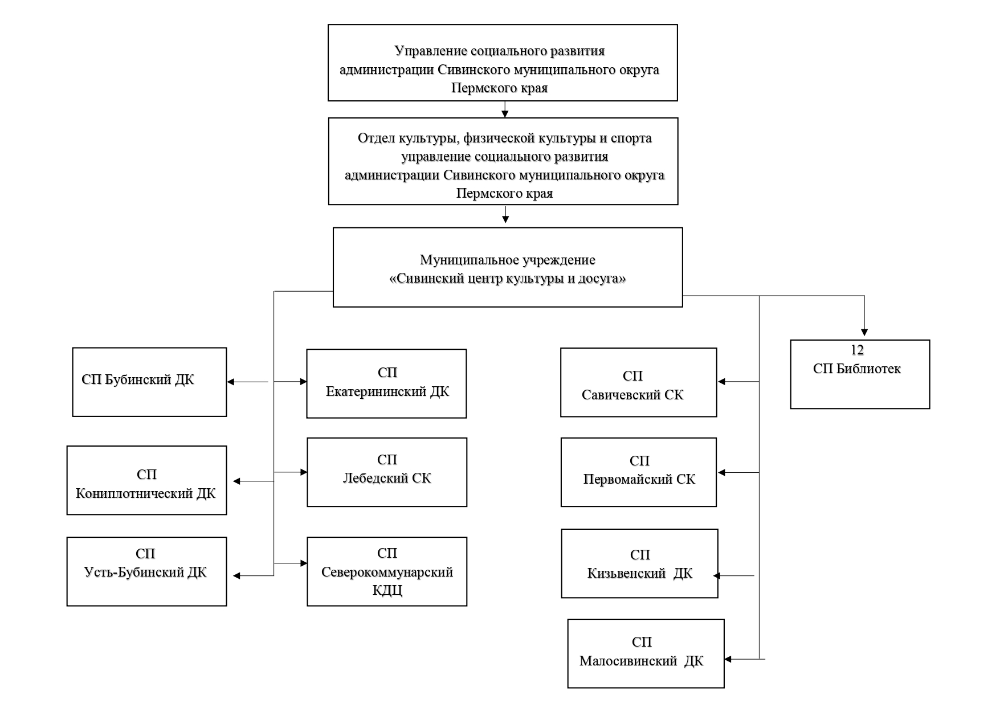 Управление социального развития
администрации Сивинского муниципального округа
Пермского края
Отдел культуры, физической культуры и спорта
управление социального развития
администрации Сивинского муниципального округа
Пермского края
Муниципальное учреждение
«Сивинский центр культуры и досуга»
СП Бубинский ДК
СП
Екатерининский ДК
СП
Савичевский СК
12
СП Библиотек
СП
Кониплотнический ДК
СП
Лебедский СК
СП
Первомайский СК
СП
Усть-Бубинский ДК
СП
Северокоммунарский
КДЦ
СП
Кизьвенский ДК
СП
Малосивинский ДК